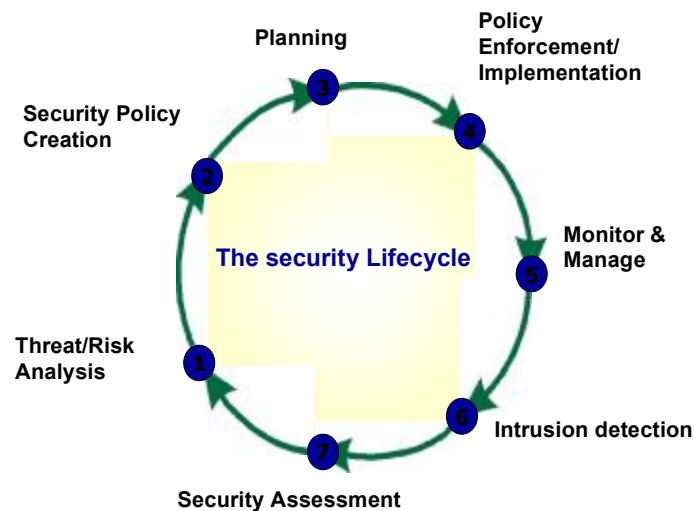 Planning
3
Policy
Enforcement/
Implementation
4
Security Policy
Creation
2
The security Lifecycle
Monitor &
Manage
5
Threat/Risk
Analysis
1
6
Intrusion detection
7
Security Assessment